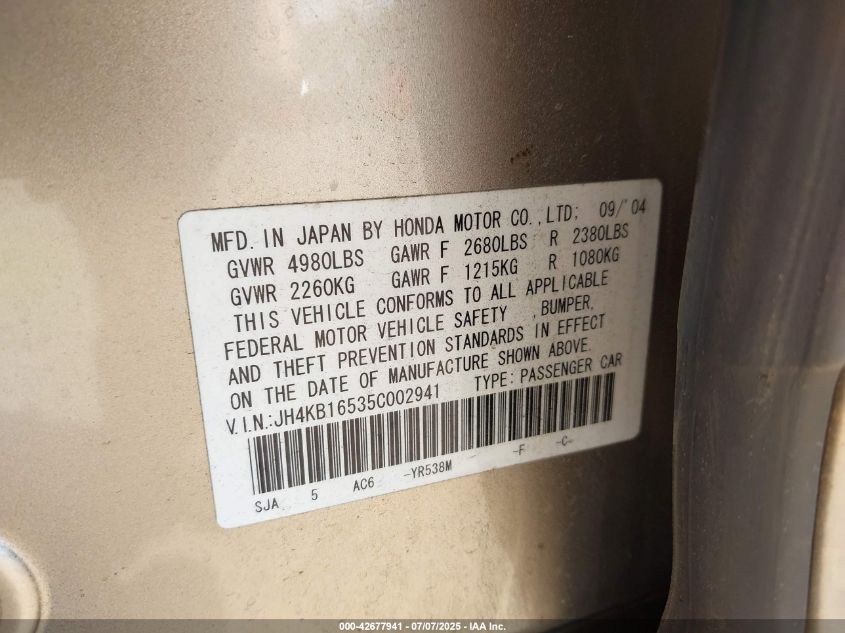 MFD. IN JAPAN BY HONDA MOTOR CO.,LTD; 09/'04
GVWR 4980LBS GAWR F 2680LBS R 2380LBS
GVWR 2260KG GAWR F 1215KG R 1080KG
THIS VEHICLE CONFORMS TO ALL APPLICABLE
FEDERAL MOTOR VEHICLE SAFETY ,BUMPER,
AND THEFT PREVENTION STANDARDS IN EFFECT
ON THE DATE OF MANUFACTURE SHOWN ABOVE.
V.I.N.:JH4KB16535C002941 TYPE:PASSENGER CAR
SJA 5 AC6 -YR538M -F -C-
000-42677941 / 07/07/2025 - IAA Inc.